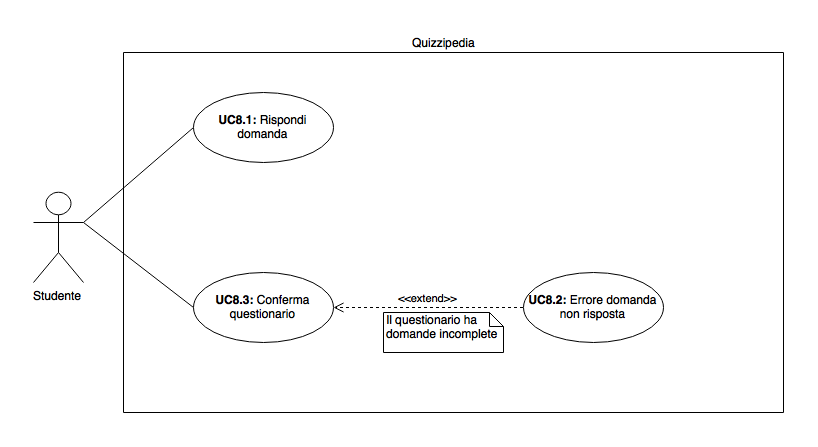 Quizzipedia
UC8.1: Rispondi
domanda
Studente
UC8.3: Conferma
questionario
<<extend>>
Il questionario ha
domande incomplete
UC8.2: Errore domanda
non risposta